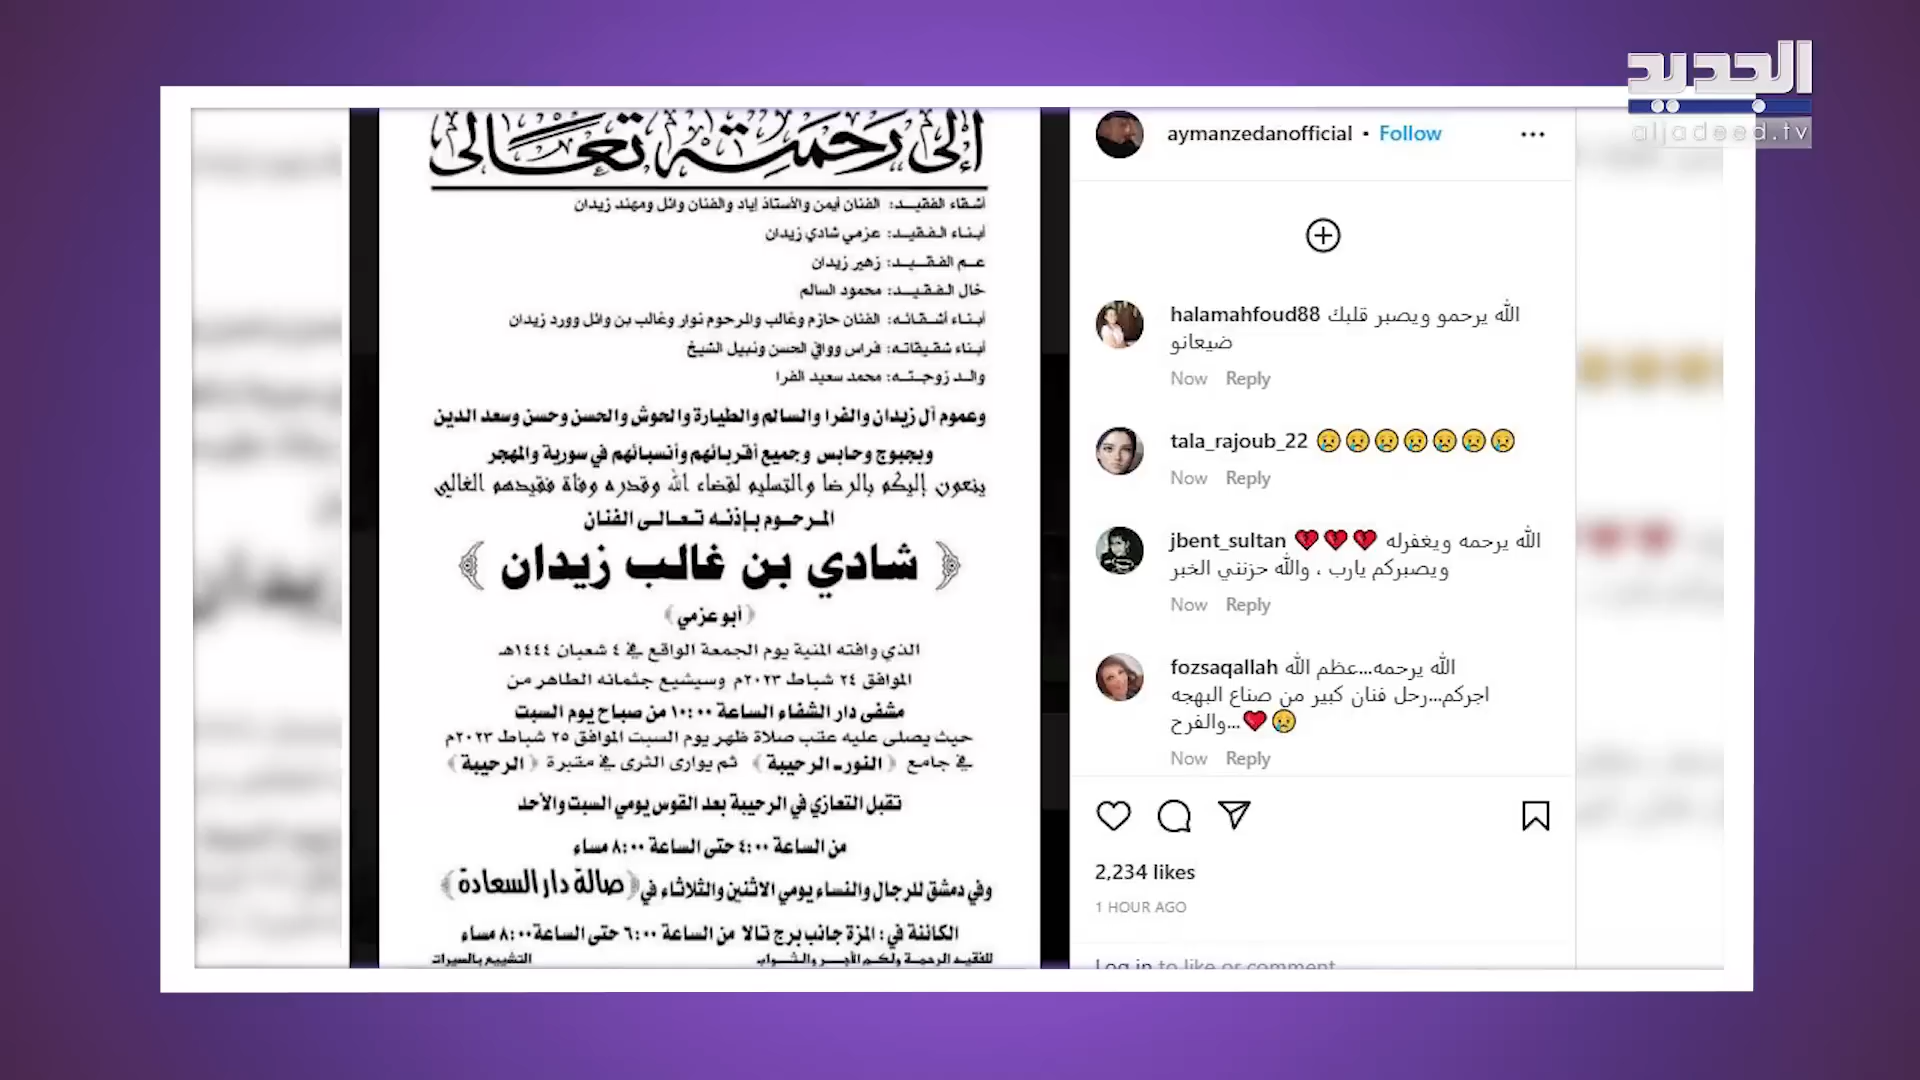 الجديد
aljadeed.tv
إلى رحمته تعالى
أشقاء الفقيد: الفنان أيمن والأستاذ إياد والفنان وائل ومهند زيدان
أبناء الفقيد: عزمي شادي زيدان
عم الفقيد: زهير زيدان
خال الفقيد: محمود السالم
أبناء أشقائه: الفنان حازم وغالب والمرحوم نوار وغالب بن وائل وورد زيدان
أبناء شقيقاته: فراس ووافي الحسن ونبيل الشيخ
والد زوجته: محمد سعيد الفرا
وعموم آل زيدان والفرا والسالم والطيارة والحوش والحسن وحسن وسعد الدين
وبجبوج وحابس وجميع أقربائهم وأنسبائهم في سورية والمهجر
ينعون إليكم بالرضا والتسليم لقضاء الله وقدره وفاة فقيدهم الغالي
المرحوم بإذنه تعالى الفنان
شادي بن غالب زيدان
(أبو عزمي)
الذي وافته المنية يوم الجمعة الواقع في ٤ شعبان ١٤٤٤هـ
الموافق ٢٤ شباط ٢٠٢٣م وسيشيع جثمانه الطاهر من
مشفى دار الشفاء الساعة ١٠:٠٠ من صباح يوم السبت
حيث يصلى عليه عقب صلاة ظهر يوم السبت الموافق ٢٥ شباط ٢٠٢٣م
في جامع (النور - الرحيبة) ثم يوارى الثرى في مقبرة (الرحيبة)
تقبل التعازي في الرحيبة بعد القوس يومي السبت والأحد
من الساعة ٤:٠٠ حتى الساعة ٨:٠٠ مساء
وفي دمشق للرجال والنساء يومي الاثنين والثلاثاء في (صالة دار السعادة)
الكائنة في: المزة جانب برج تالا من الساعة ٦:٠٠ حتى الساعة ٨:٠٠ مساء
للفقيد الرحمة ولكم الأجر والثواب التشييع بالسيارات
aymanzedanofficial • Follow
halamahfoud88 الله يرحمو ويصبر قلبك
ضيعانو
Now Reply
tala_rajoub_22 😢😢😢😢😢😢😢
Now Reply
jbent_sultan 💔💔💔 الله يرحمه ويغفرله
ويصبركم يارب ، والله حزنني الخبر
Now Reply
fozsaqallah الله يرحمه...عظم الله
اجركم...رحل فنان كبير من صناع البهجه
والفرح...❤️😢
Now Reply
2,234 likes
1 HOUR AGO
Log in to like or comment